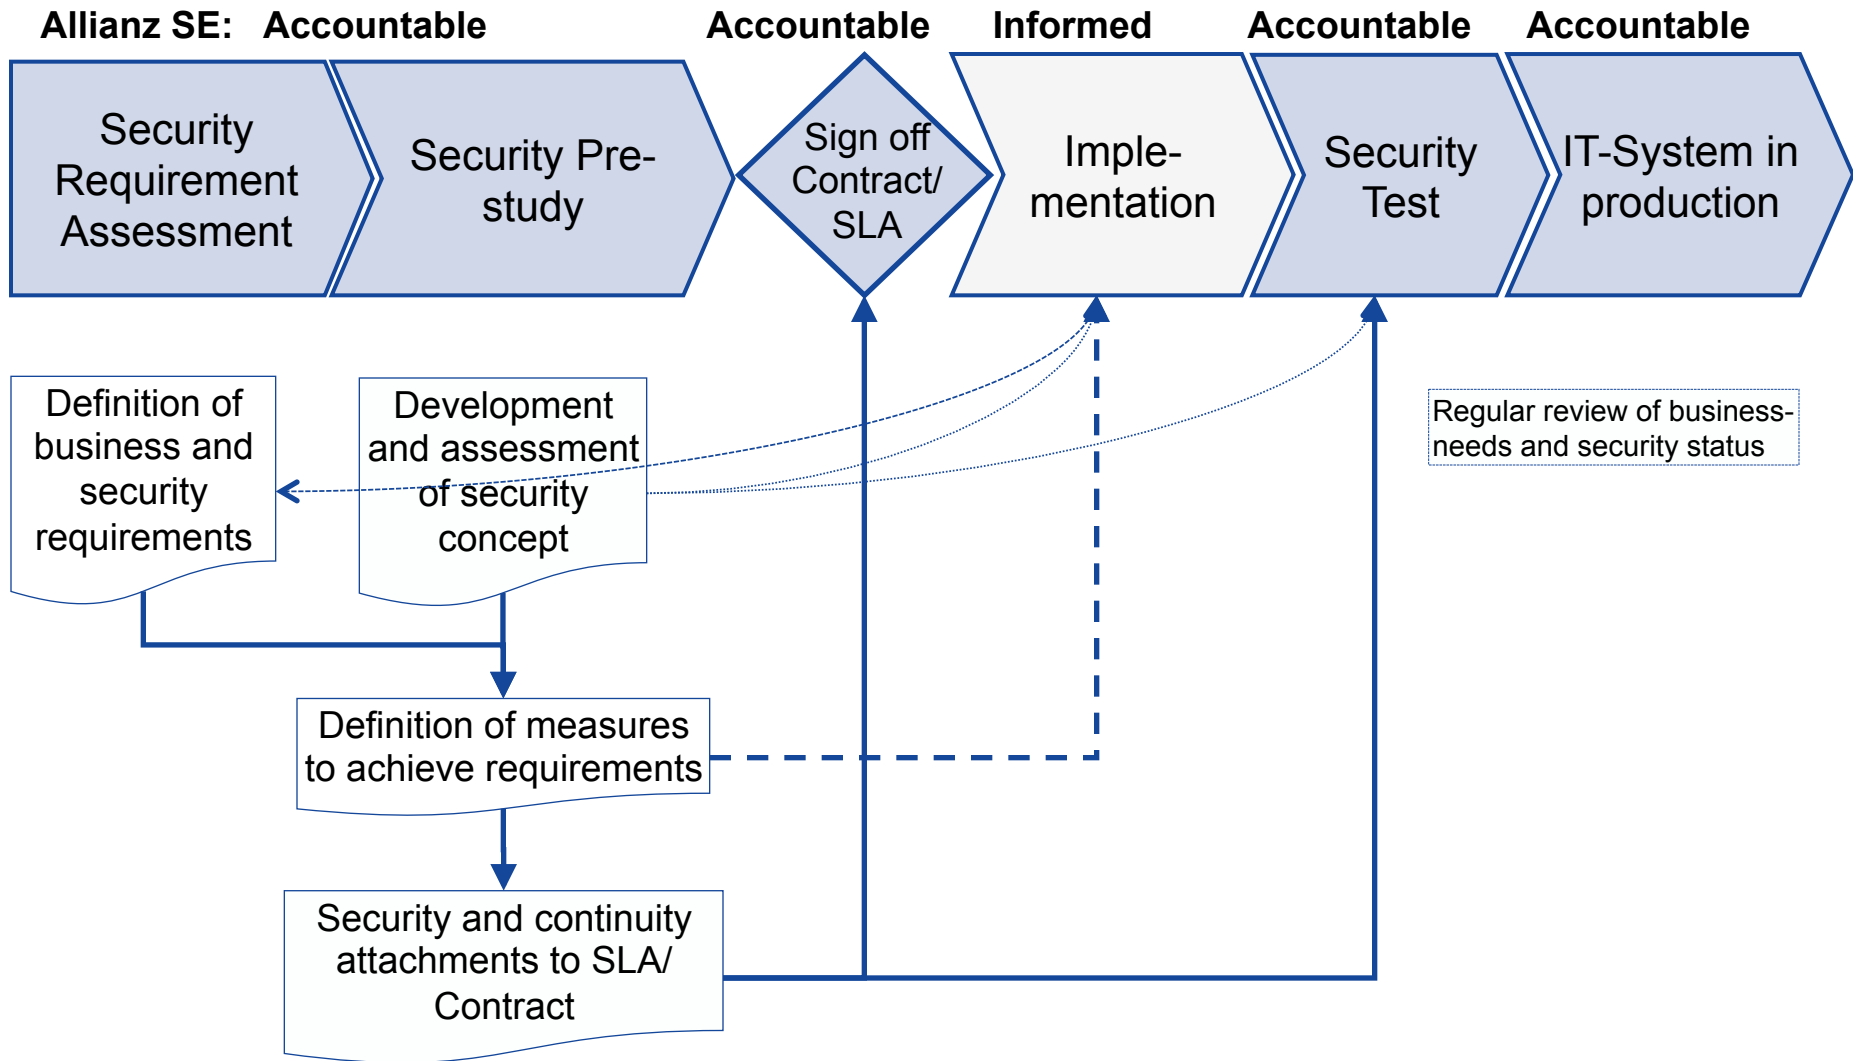 Allianz SE: Accountable Accountable Informed Accountable Accountable
Security
Requirement
Assessment
Security Pre-
study
Sign off
Contract/
SLA
Imple-
mentation
Security
Test
IT-System in
production
Definition of
business and
security
requirements
Development
and assessment
of security
concept
Regular review of business-
needs and security status
Definition of measures
to achieve requirements
Security and continuity
attachments to SLA/
Contract